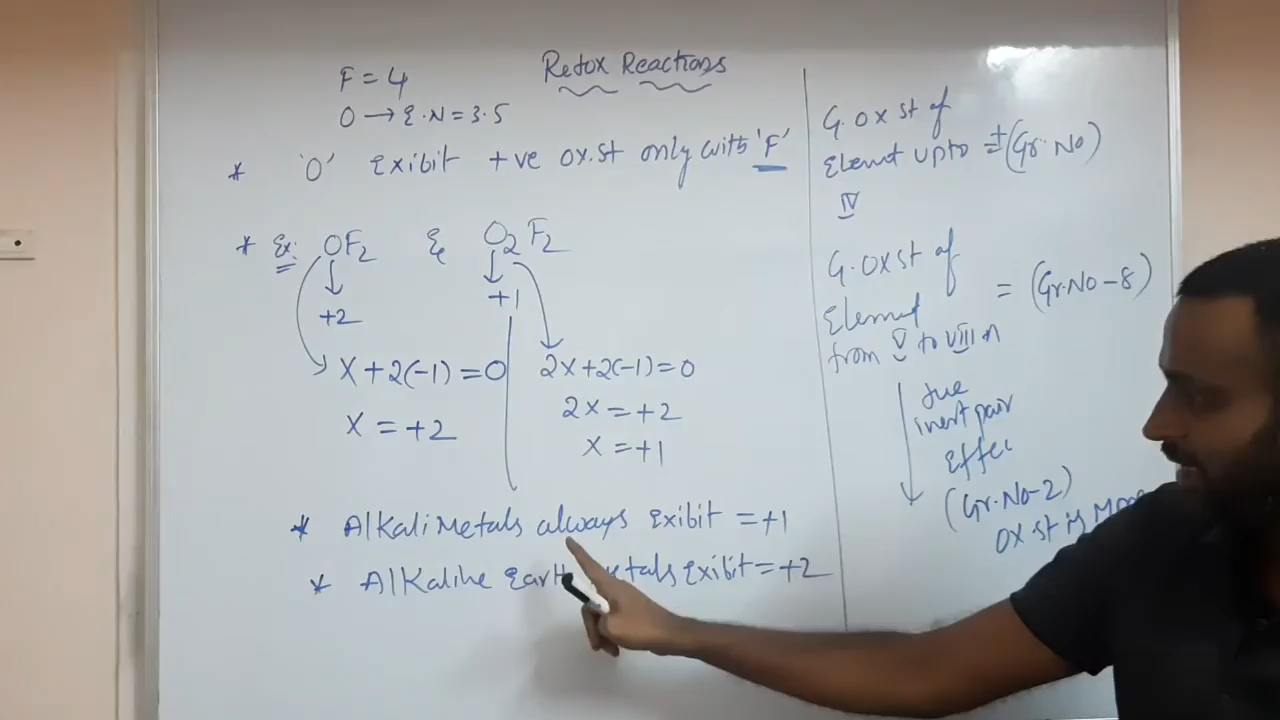 Redox Reactions
F = 4
O → E.N = 3.5
* 'O' Exibit +ve ox.st only with 'F'
* Ex: OF2 & O2F2
+2 +1
X + 2(-1) = 0
X = +2
2X + 2(-1) = 0
2X = +2
X = +1
* Alkali Metals always Exibit = +1
* Alkaline Earth Exibit = +2
G. ox st of
Elemnt upto = ±(Gr.No)
IV
G. ox st of
Elemnt = (Gr.No - 8)
from V to VIII A
due
inert pair
Effec
(Gr.No - 2)
ox st is